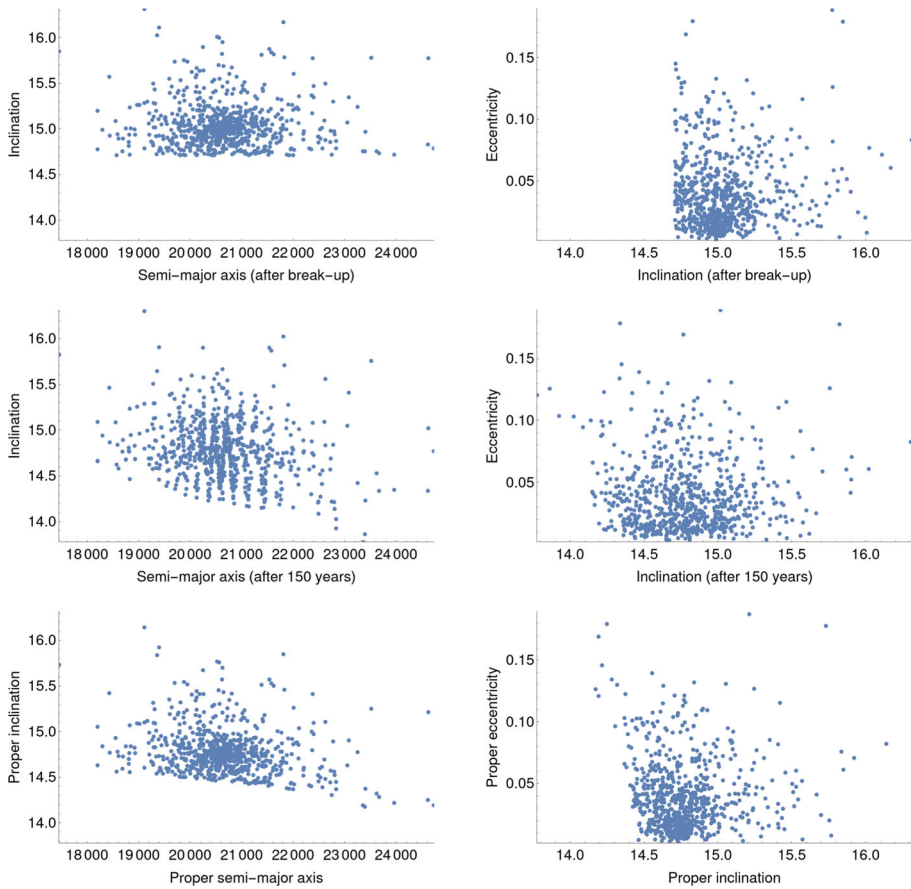 16.0
15.5
15.0
14.5
14.0
Inclination
18 000 19 000 20 000 21 000 22 000 23 000 24 000
Semi-major axis (after break-up)
0.15
0.10
0.05
Eccentricity
14.0 14.5 15.0 15.5 16.0
Inclination (after break-up)
16.0
15.5
15.0
14.5
14.0
Inclination
18 000 19 000 20 000 21 000 22 000 23 000 24 000
Semi-major axis (after 150 years)
0.15
0.10
0.05
Eccentricity
14.0 14.5 15.0 15.5 16.0
Inclination (after 150 years)
16.0
15.5
15.0
14.5
14.0
Proper inclination
18 000 19 000 20 000 21 000 22 000 23 000 24 000
Proper semi-major axis
0.15
0.10
0.05
Proper eccentricity
14.0 14.5 15.0 15.5 16.0
Proper inclination